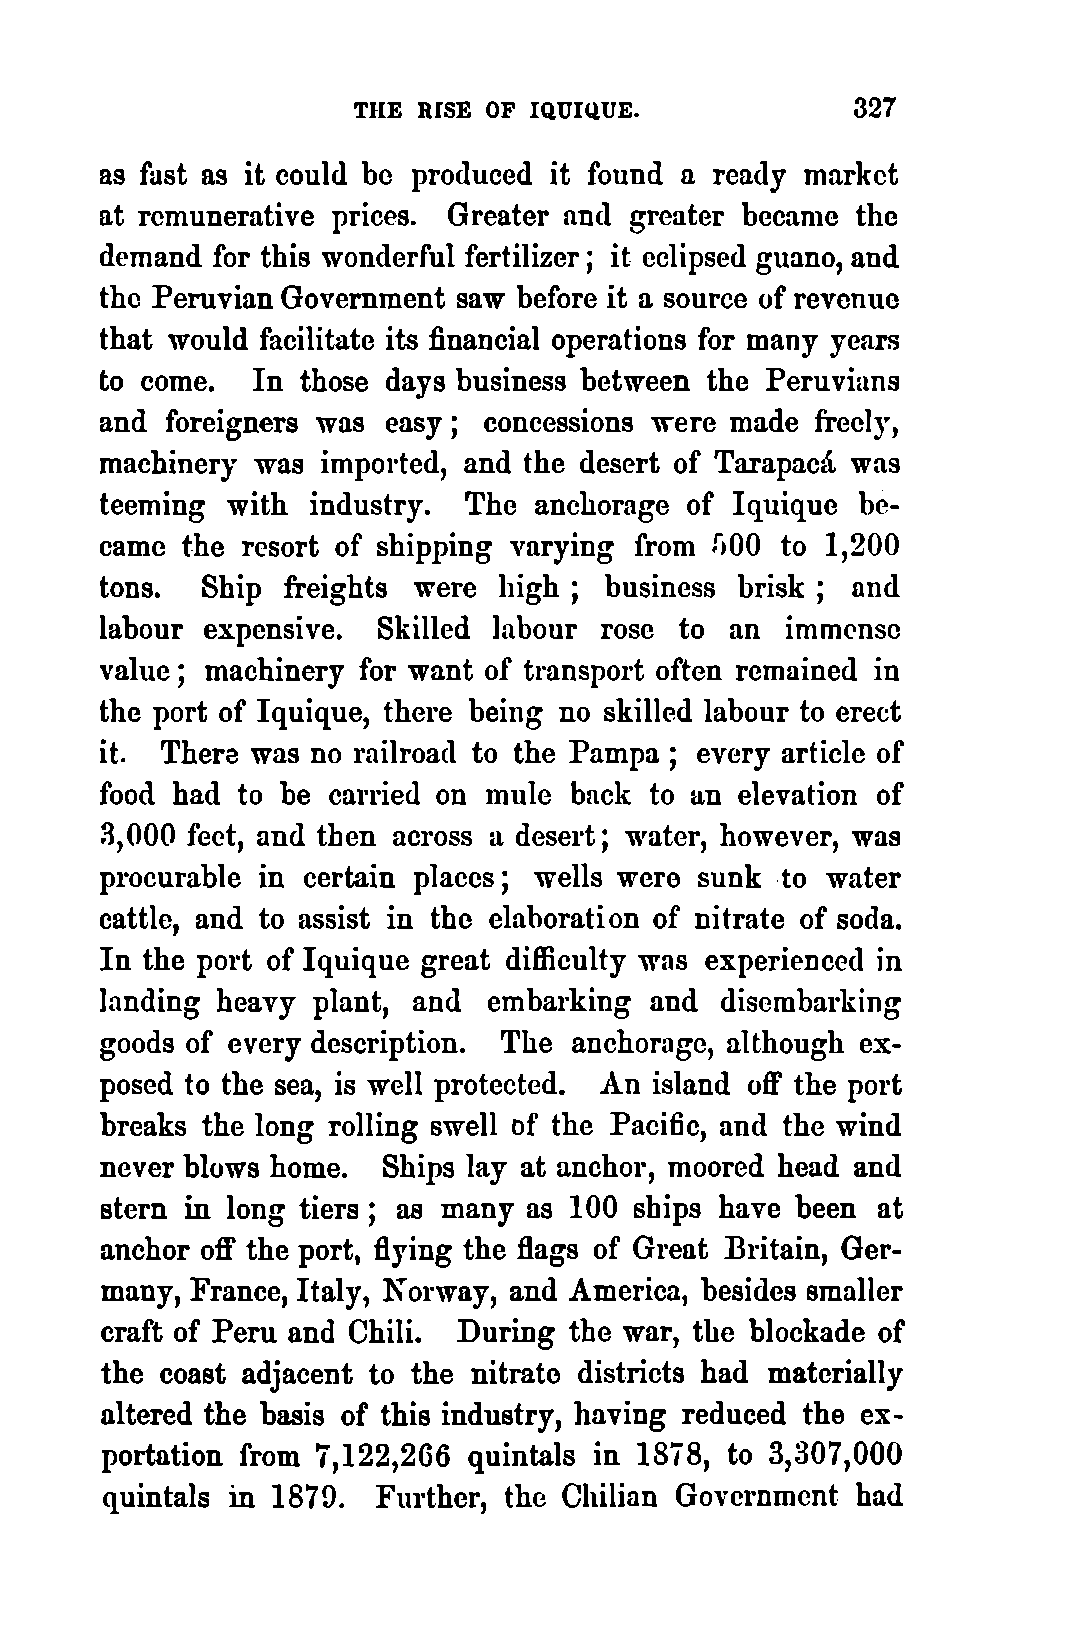 THE RISE OF IQUIQUE. 327
as fast as it could be produced it found a ready market
at remunerative prices. Greater and greater became the
demand for this wonderful fertilizer; it eclipsed guano, and
the Peruvian Government saw before it a source of revenue
that would facilitate its financial operations for many years
to come. In those days business between the Peruvians
and foreigners was easy; concessions were made freely,
machinery was imported, and the desert of Tarapacá was
teeming with industry. The anchorage of Iquique be-
came the resort of shipping varying from 500 to 1,200
tons. Ship freights were high; business brisk; and
labour expensive. Skilled labour rose to an immense
value; machinery for want of transport often remained in
the port of Iquique, there being no skilled labour to erect
it. There was no railroad to the Pampa; every article of
food had to be carried on mule back to an elevation of
3,000 feet, and then across a desert; water, however, was
procurable in certain places; wells were sunk to water
cattle, and to assist in the elaboration of nitrate of soda.
In the port of Iquique great difficulty was experienced in
landing heavy plant, and embarking and disembarking
goods of every description. The anchorage, although ex-
posed to the sea, is well protected. An island off the port
breaks the long rolling swell of the Pacific, and the wind
never blows home. Ships lay at anchor, moored head and
stern in long tiers; as many as 100 ships have been at
anchor off the port, flying the flags of Great Britain, Ger-
many, France, Italy, Norway, and America, besides smaller
craft of Peru and Chili. During the war, the blockade of
the coast adjacent to the nitrate districts had materially
altered the basis of this industry, having reduced the ex-
portation from 7,122,266 quintals in 1878, to 3,307,000
quintals in 1879. Further, the Chilian Government had